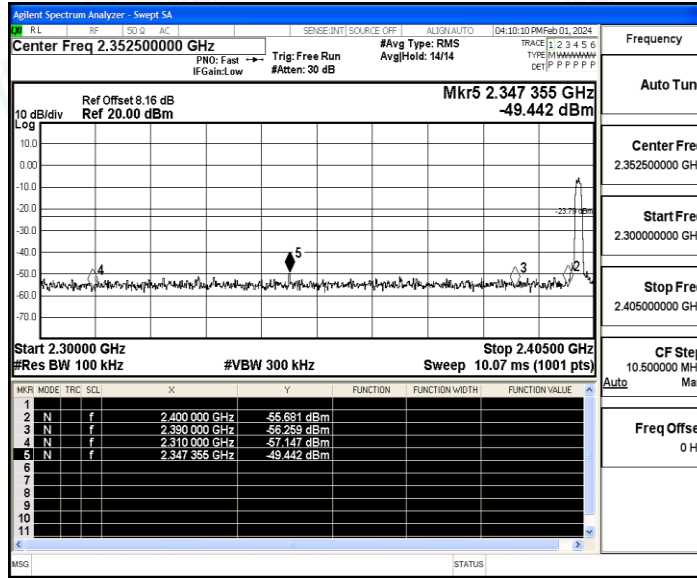 Agilent Spectrum Analyzer - Swept SA
RL RF 50 Ω AC SENSE:INT SOURCE OFF ALIGN AUTO 04:10:10 PM Feb 01, 2024
Center Freq 2.352500000 GHz
PNO: Fast
IFGain:Low
Trig: Free Run
#Atten: 30 dB
#Avg Type: RMS
Avg|Hold: 14/14
TRACE 1 2 3 4 5 6
TYPE M WWWWW
DET P P P P P P
Ref Offset 8.16 dB
Ref 20.00 dBm
10 dB/div
Log
Mkr5 2.347 355 GHz
-49.442 dBm
10.0
0.00
-10.0
-20.0
-30.0
-40.0
-50.0
-60.0
-70.0
-23.79 dBm
4
5
3
2
Start 2.30000 GHz
Stop 2.40500 GHz
#Res BW 100 kHz
#VBW 300 kHz
Sweep 10.07 ms (1001 pts)
MKR MODE TRC SCL X Y FUNCTION FUNCTION WIDTH FUNCTION VALUE
1
2 N f 2.400 000 GHz -55.681 dBm
3 N f 2.390 000 GHz -56.259 dBm
4 N f 2.310 000 GHz -57.147 dBm
5 N f 2.347 355 GHz -49.442 dBm
6
7
8
9
10
11
MSG STATUS
Frequency
Auto Tun
Center Fre
2.352500000 GH
Start Fre
2.300000000 GH
Stop Fre
2.405000000 GH
CF Step
10.500000 MH
Auto Ma
Freq Offse
0 H